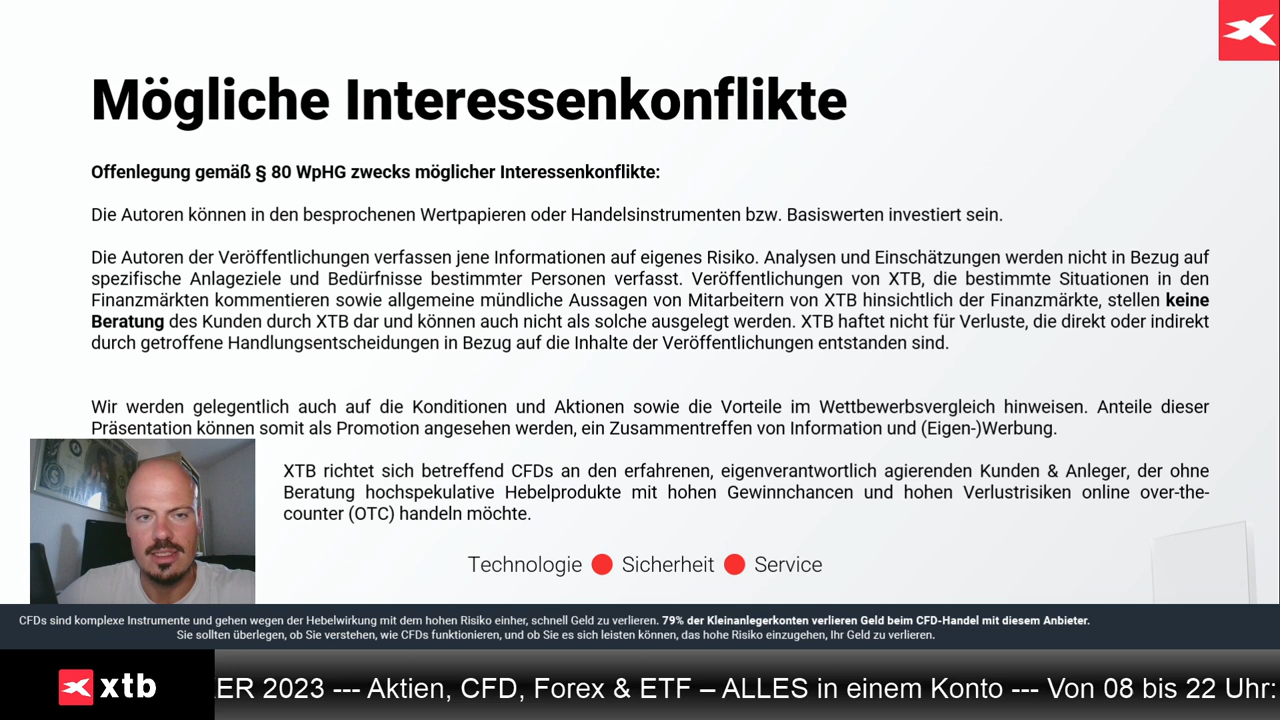 Mögliche Interessenkonflikte
Offenlegung gemäß § 80 WpHG zwecks möglicher Interessenkonflikte:
Die Autoren können in den besprochenen Wertpapieren oder Handelsinstrumenten bzw. Basiswerten investiert sein.
Die Autoren der Veröffentlichungen verfassen jene Informationen auf eigenes Risiko. Analysen und Einschätzungen werden nicht in Bezug auf
spezifische Anlageziele und Bedürfnisse bestimmter Personen verfasst. Veröffentlichungen von XTB, die bestimmte Situationen in den
Finanzmärkten kommentieren sowie allgemeine mündliche Aussagen von Mitarbeitern von XTB hinsichtlich der Finanzmärkte, stellen keine
Beratung des Kunden durch XTB dar und können auch nicht als solche ausgelegt werden. XTB haftet nicht für Verluste, die direkt oder indirekt
durch getroffene Handlungsentscheidungen in Bezug auf die Inhalte der Veröffentlichungen entstanden sind.
Wir werden gelegentlich auch auf die Konditionen und Aktionen sowie die Vorteile im Wettbewerbsvergleich hinweisen. Anteile dieser
Präsentation können somit als Promotion angesehen werden, ein Zusammentreffen von Information und (Eigen-)Werbung.
XTB richtet sich betreffend CFDs an den erfahrenen, eigenverantwortlich agierenden Kunden & Anleger, der ohne
Beratung hochspekulative Hebelprodukte mit hohen Gewinnchancen und hohen Verlustrisiken online over-the-
counter (OTC) handeln möchte.
Technologie Sicherheit Service
CFDs sind komplexe Instrumente und gehen wegen der Hebelwirkung mit dem hohen Risiko einher, schnell Geld zu verlieren. 79% der Kleinanlegerkonten verlieren Geld beim CFD-Handel mit diesem Anbieter.
Sie sollten überlegen, ob Sie verstehen, wie CFDs funktionieren, und ob Sie es sich leisten können, das hohe Risiko einzugehen, Ihr Geld zu verlieren.
xtb KER 2023 --- Aktien, CFD, Forex & ETF – ALLES in einem Konto --- Von 08 bis 22 Uhr: